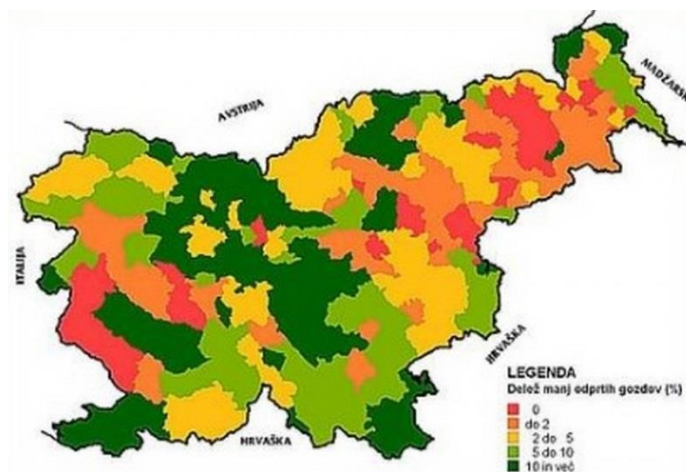 AVSTRIJA
MADŽARSKA
ITALIJA
HRVAŠKA
HRVAŠKA
LEGENDA
Delež manj odprtih gozdov (%)
0
do 2
2 do 5
5 do 10
10 in več